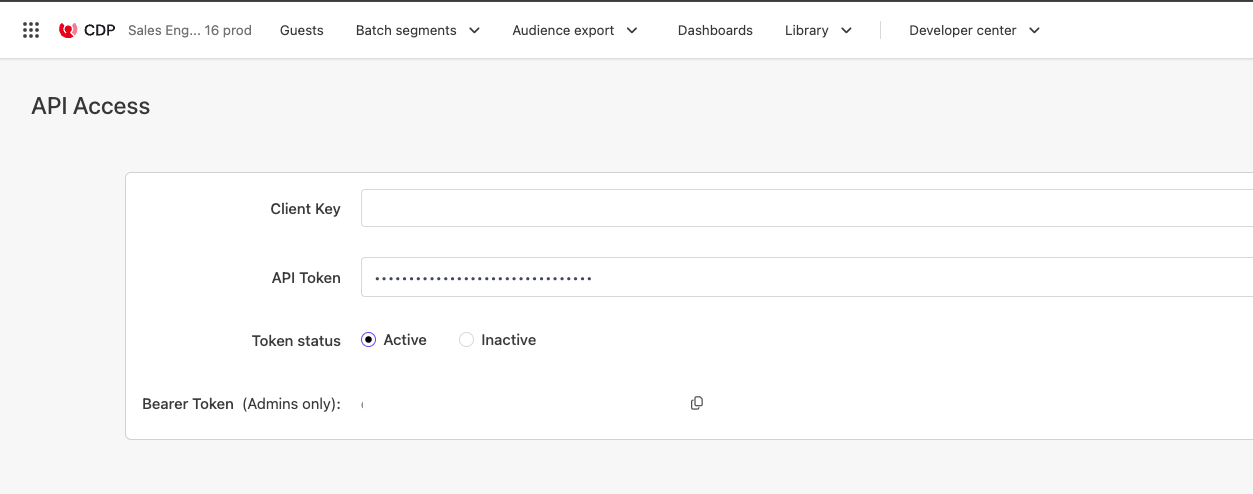 CDP Sales Eng... 16 prod Guests Batch segments Audience export Dashboards Library Developer center
API Access
Client Key
API Token ••••••••••••••••••••••••••••••••
Token status Active Inactive
Bearer Token (Admins only):